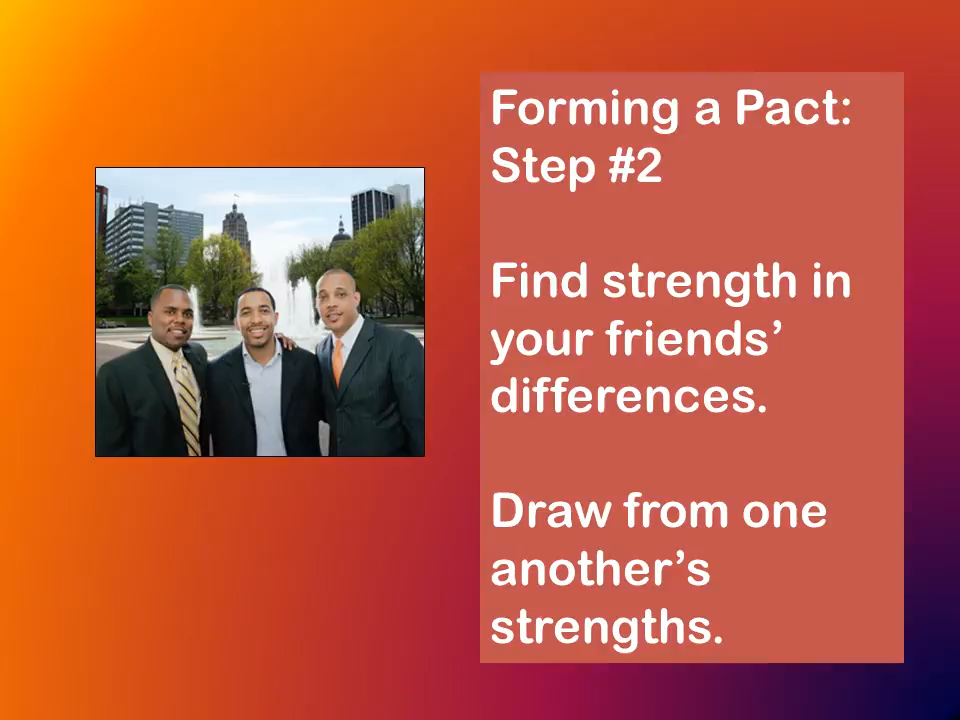 Forming a Pact:
Step #2
Find strength in
your friends’
differences.
Draw from one
another’s
strengths.